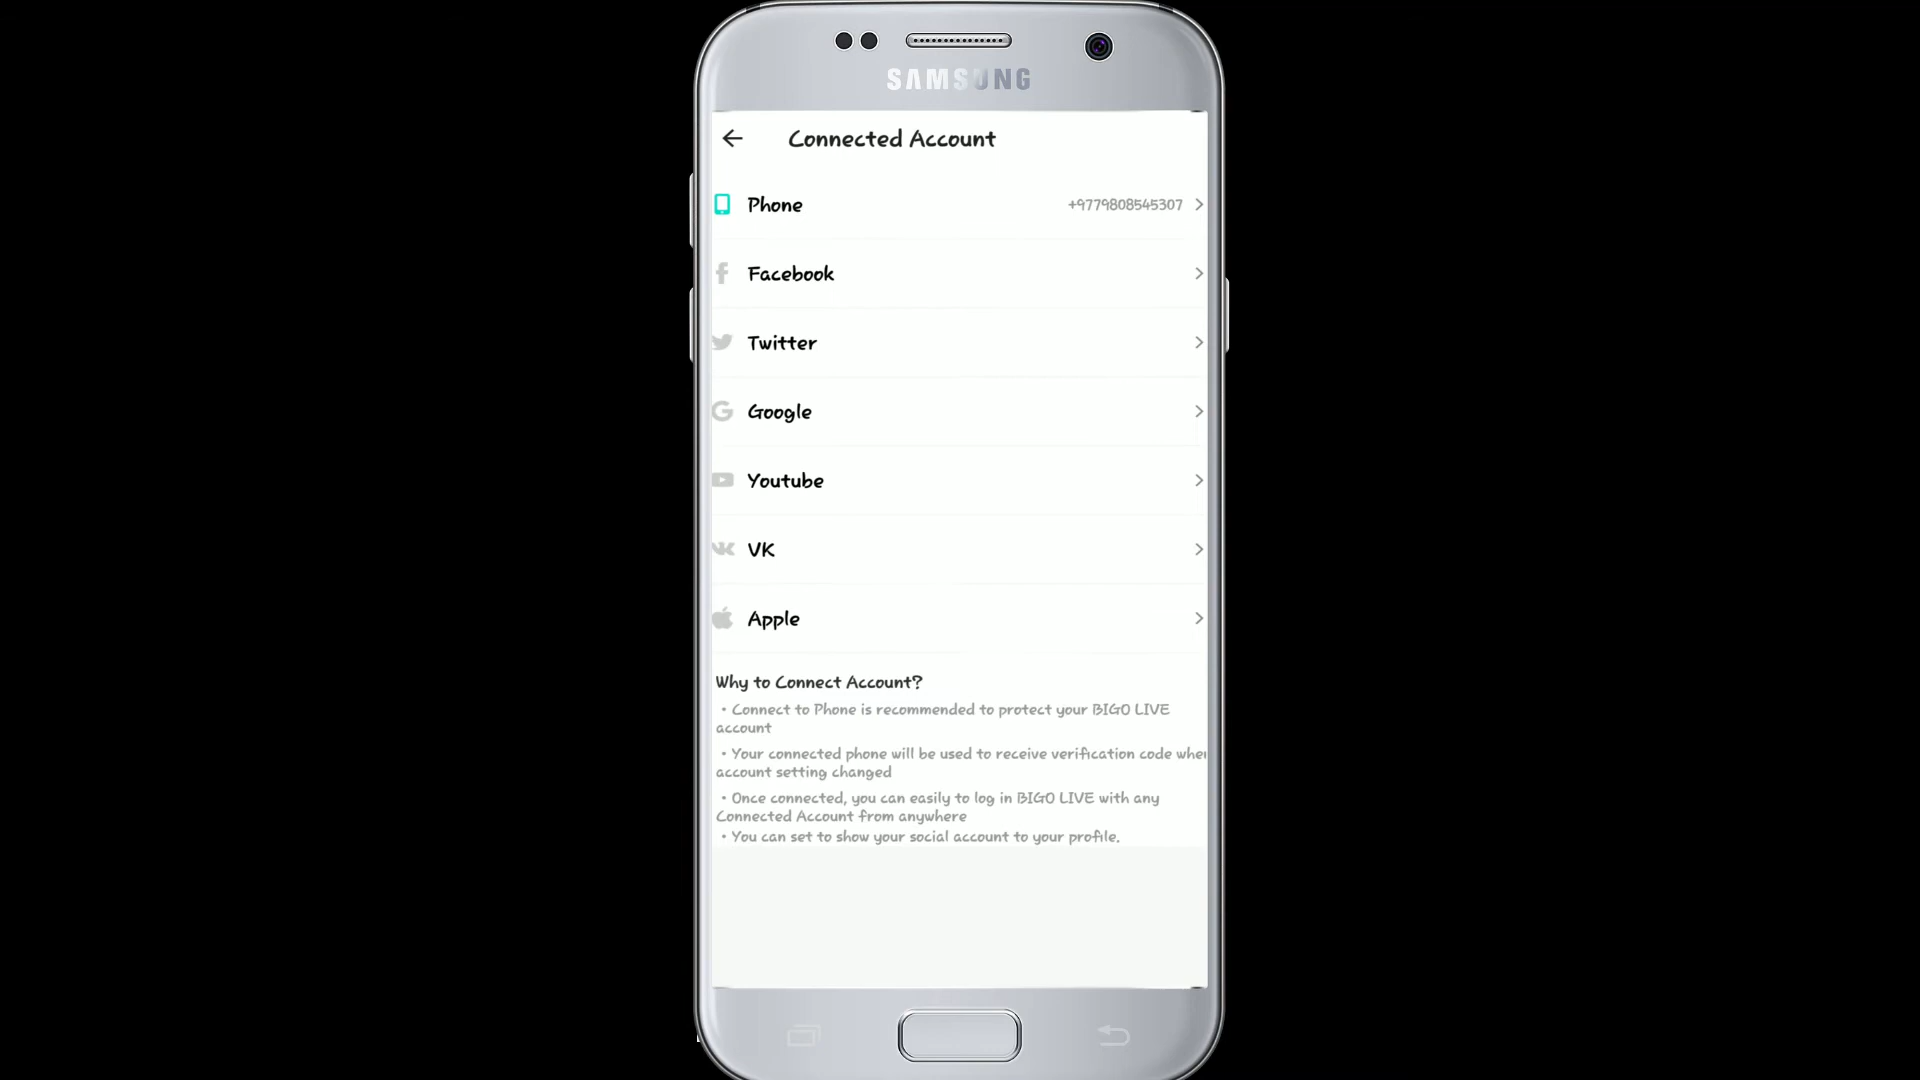 SAMSUNG
Connected Account
Phone +9779808545307
Facebook
Twitter
Google
Youtube
VK
Apple
Why to Connect Account?
• Connect to Phone is recommended to protect your BIGO LIVE
account
• Your connected phone will be used to receive verification code
account setting changed
• Once connected, you can easily to log in BIGO LIVE with any
Connected Account from anywhere
• You can set to show your social account to your profile.